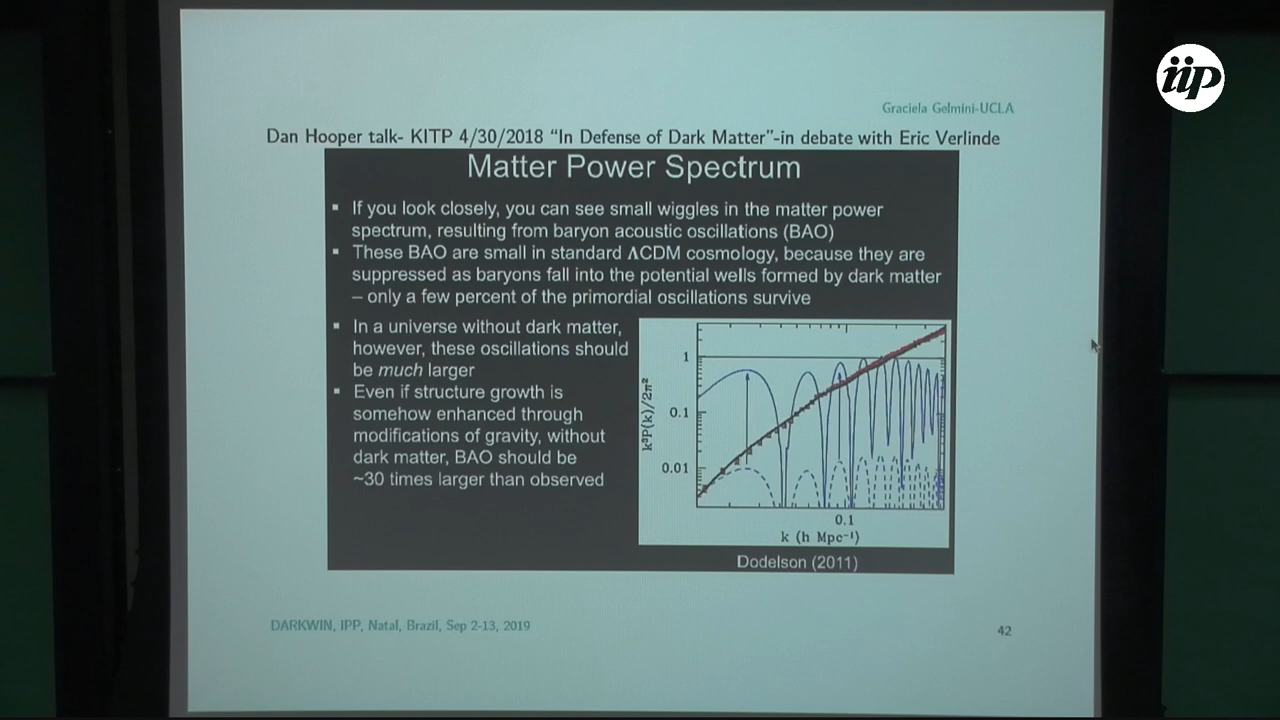 iip
Graciela Gelmini-UCLA
Dan Hooper talk- KITP 4/30/2018 “In Defense of Dark Matter”-in debate with Eric Verlinde
Matter Power Spectrum
▪ If you look closely, you can see small wiggles in the matter power
spectrum, resulting from baryon acoustic oscillations (BAO)
▪ These BAO are small in standard ΛCDM cosmology, because they are
suppressed as baryons fall into the potential wells formed by dark matter
– only a few percent of the primordial oscillations survive
▪ In a universe without dark matter,
however, these oscillations should
be much larger
▪ Even if structure growth is
somehow enhanced through
modifications of gravity, without
dark matter, BAO should be
~30 times larger than observed
k³P(k)/2π²
1
0.1
0.01
0.1
k (h Mpc⁻¹)
Dodelson (2011)
DARKWIN, IPP, Natal, Brazil, Sep 2-13, 2019
42